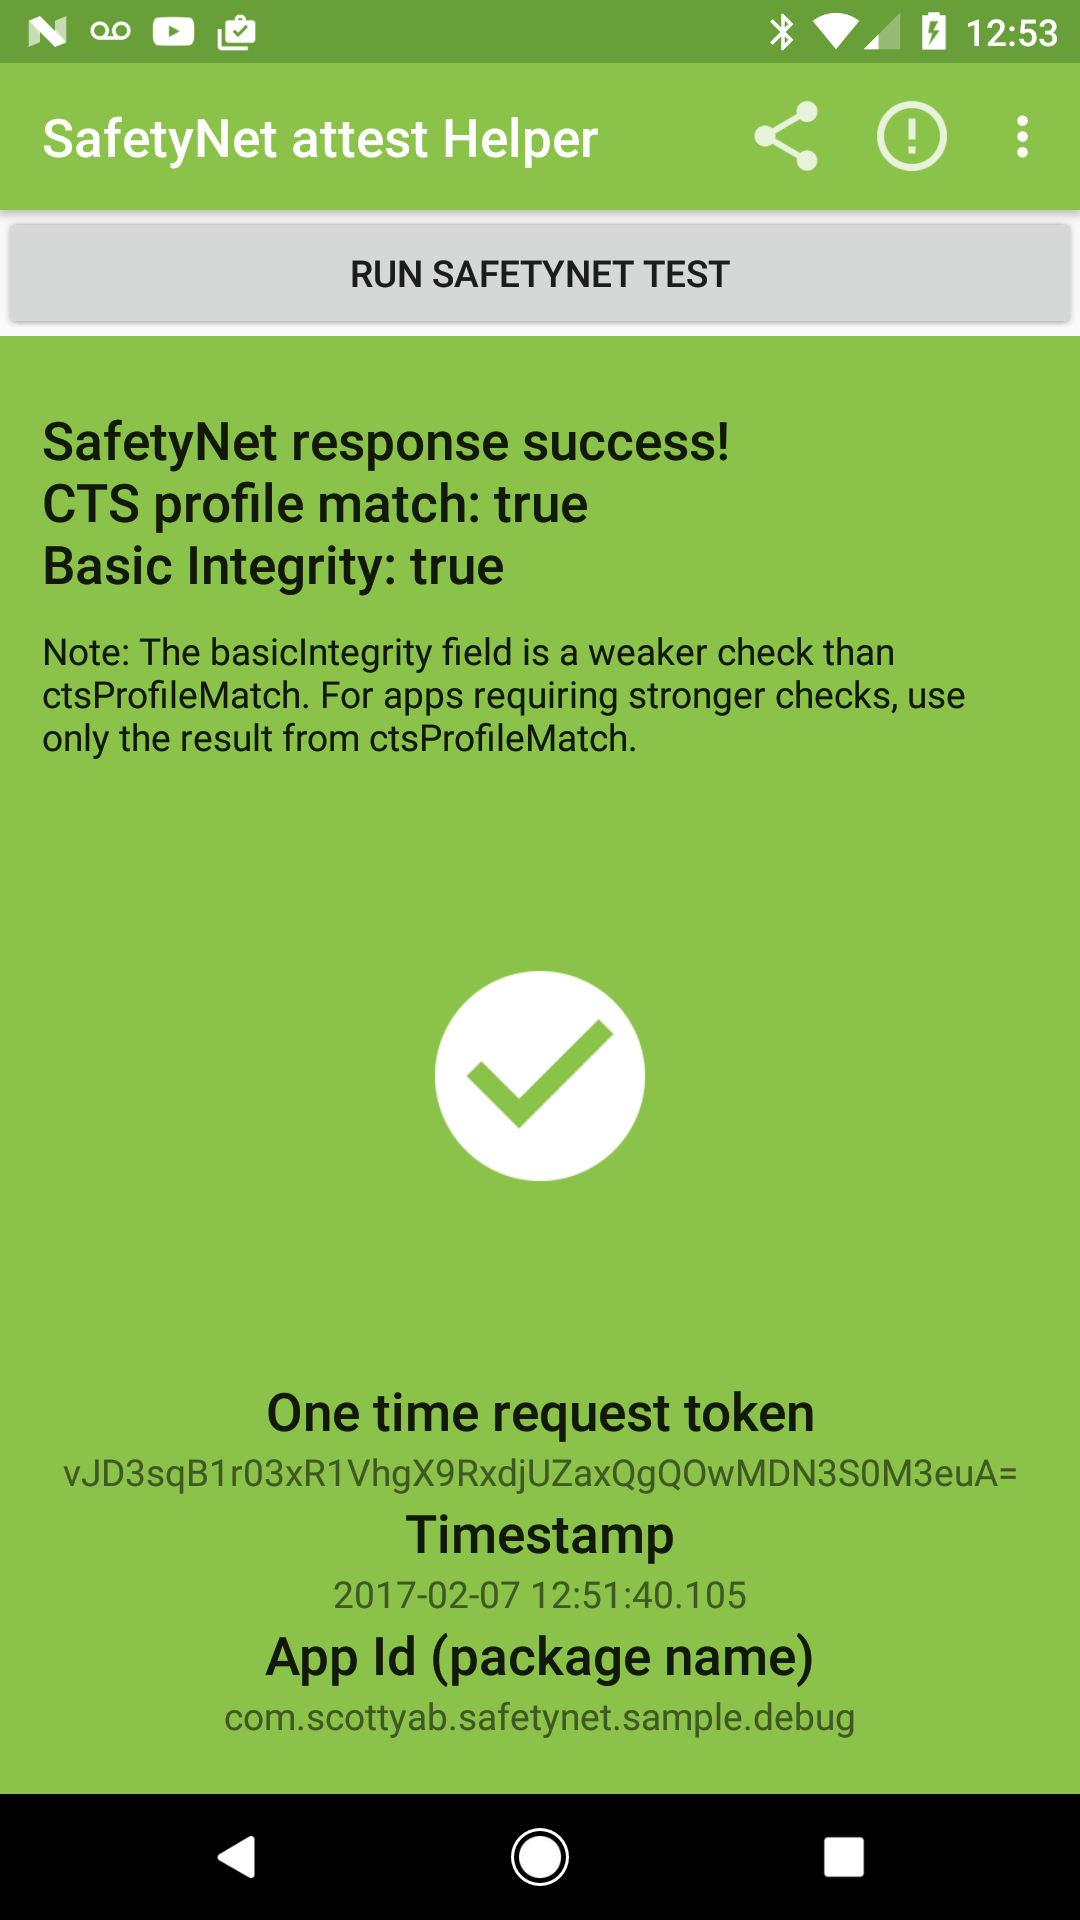 12:53
SafetyNet attest Helper
RUN SAFETYNET TEST
SafetyNet response success!
CTS profile match: true
Basic Integrity: true
Note: The basicIntegrity field is a weaker check than
ctsProfileMatch. For apps requiring stronger checks, use
only the result from ctsProfileMatch.
One time request token
vJD3sqB1r03xR1VhgX9RxdjUZaxQgQOwMDN3S0M3euA=
Timestamp
2017-02-07 12:51:40.105
App Id (package name)
com.scottyab.safetynet.sample.debug